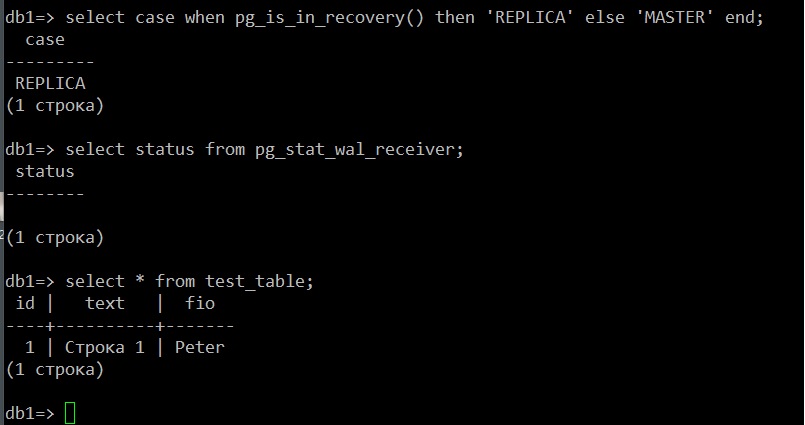 db1=> select case when pg_is_in_recovery() then 'REPLICA' else 'MASTER' end;
  case
---------
 REPLICA
(1 строка)

db1=> select status from pg_stat_wal_receiver;
 status
--------

(1 строка)

db1=> select * from test_table;
 id |   text   |  fio
----+----------+-------
  1 | Строка 1 | Peter
(1 строка)

db1=>